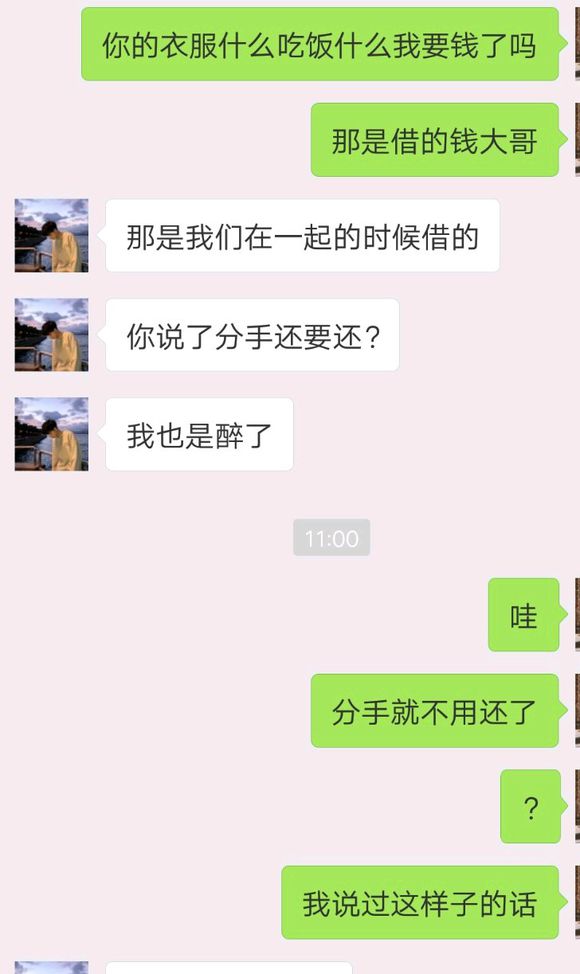 你的衣服什么吃饭什么我要钱了吗
那是借的钱大哥
那是我们在一起的时候借的
你说了分手还要还?
我也是醉了
11:00
哇
分手就不用还了
?
我说过这样子的话